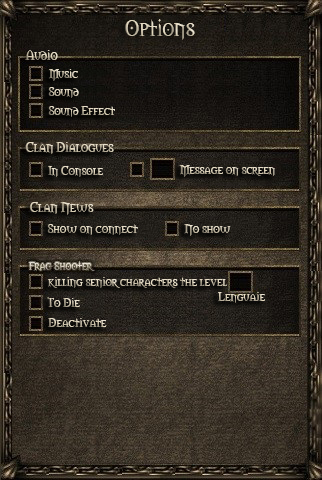 Options
Audio
Music
Sound
Sound Effect
Clan Dialogues
In Console
Message on screen
Clan News
Show on connect
No show
Frag Shooter
killing senior characters the level
Lenguaje
To Die
Deactivate